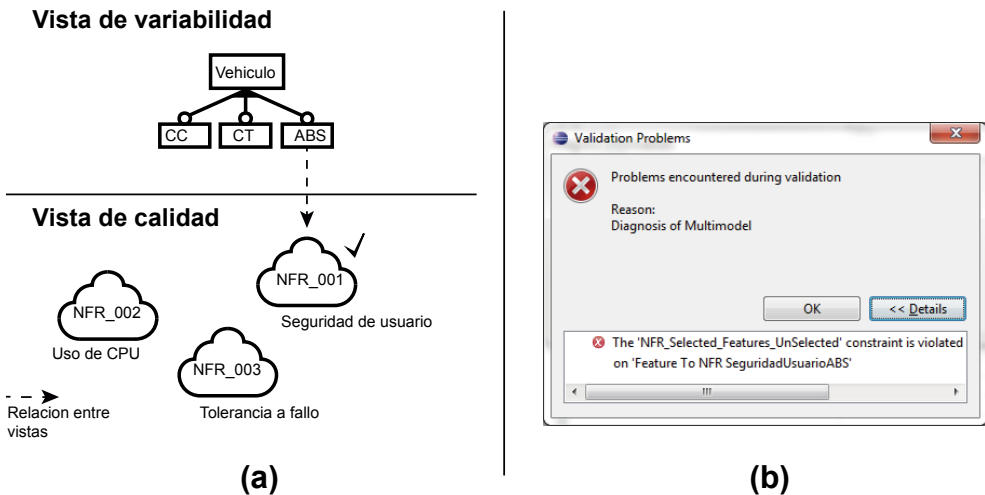 Vista de variabilidad
Vehiculo
CC
CT
ABS
Vista de calidad
NFR_001
Seguridad de usuario
NFR_002
Uso de CPU
NFR_003
Tolerancia a fallo
Relacion entre
vistas
(a)
Validation Problems
Problems encountered during validation
Reason:
Diagnosis of Multimodel
OK
<< Details
The 'NFR_Selected_Features_UnSelected' constraint is violated
on 'Feature To NFR SeguridadUsuarioABS'
(b)